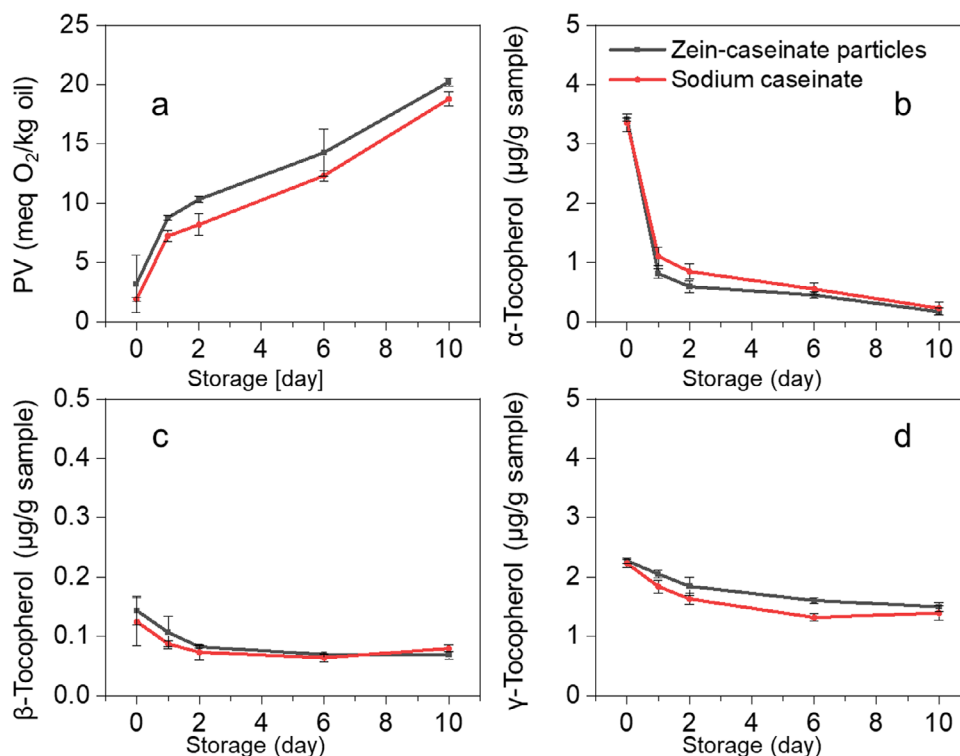 PV (meq O₂/kg oil)
25
20
15
10
5
0
a
0 2 4 6 8 10
Storage [day]
α-Tocopherol (µg/g sample)
5
4
3
2
1
0
Zein-caseinate particles
Sodium caseinate
b
0 2 4 6 8 10
Storage (day)
β-Tocopherol (µg/g sample)
0.5
0.4
0.3
0.2
0.1
0.0
c
0 2 4 6 8 10
Storage (day)
γ-Tocopherol (µg/g sample)
5
4
3
2
1
0
d
0 2 4 6 8 10
Storage (day)